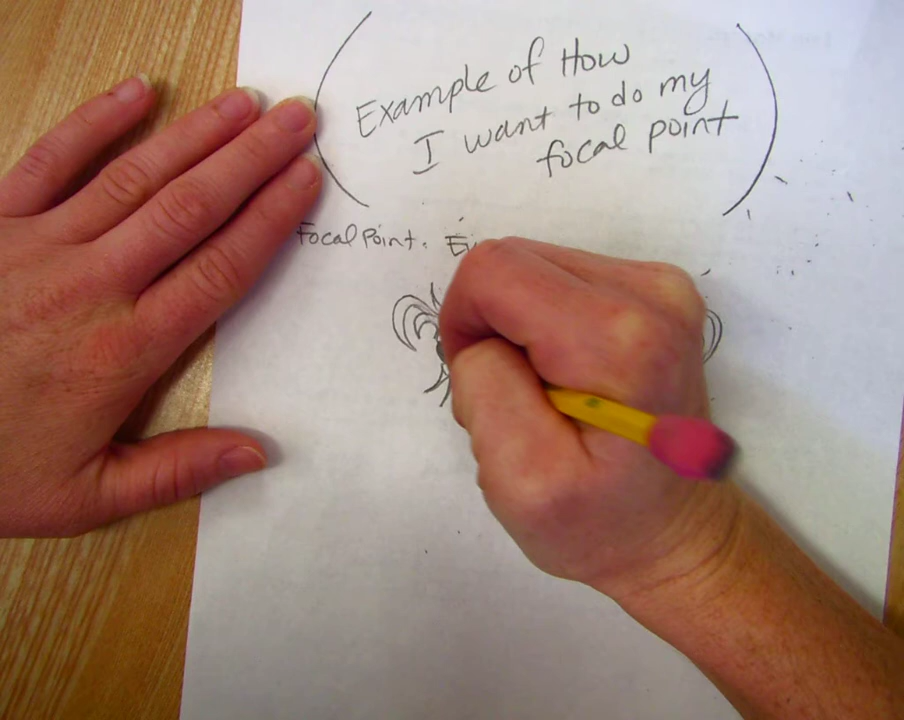 Example of How
I want to do my
focal point
Focal Point.